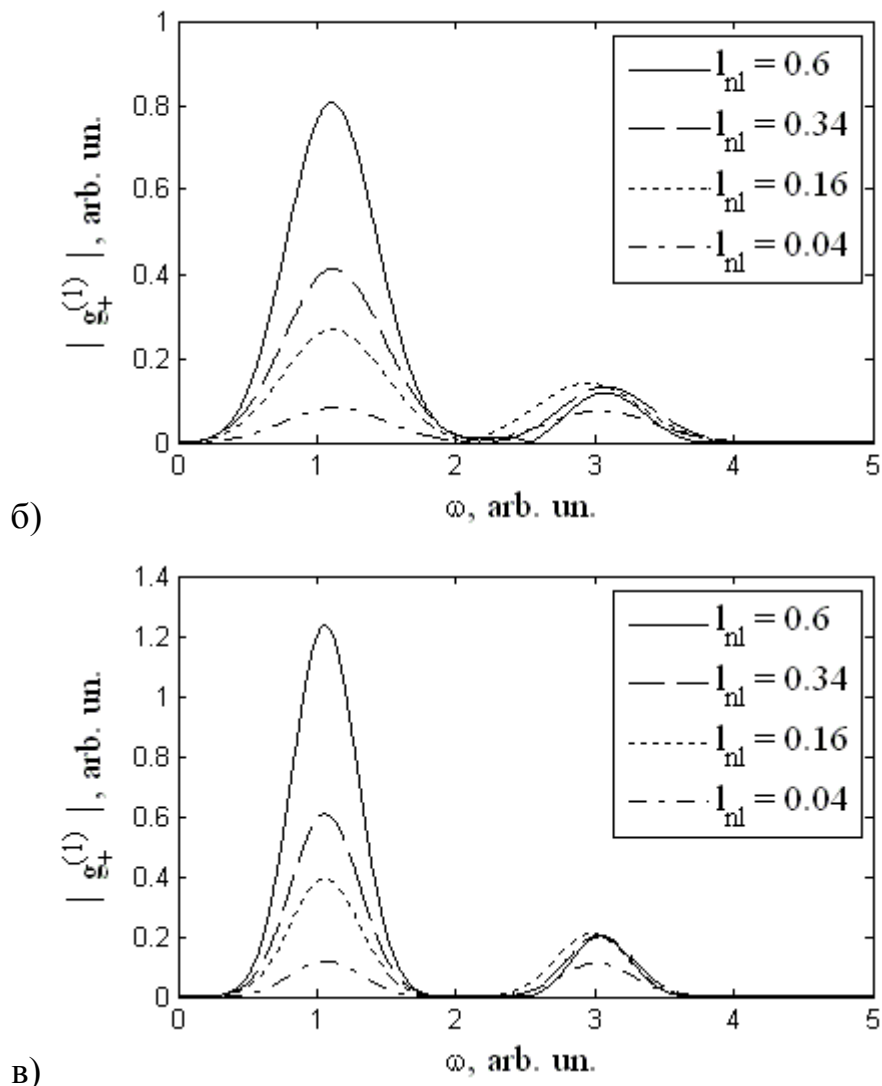 1
0.8
0.6
0.4
0.2
0
0 1 2 3 4 5
| g₊⁽¹⁾ |, arb. un.
ω, arb. un.
l_nl = 0.6
l_nl = 0.34
l_nl = 0.16
l_nl = 0.04
б)
1.4
1.2
1
0.8
0.6
0.4
0.2
0
0 1 2 3 4 5
| g₊⁽¹⁾ |, arb. un.
ω, arb. un.
l_nl = 0.6
l_nl = 0.34
l_nl = 0.16
l_nl = 0.04
в)